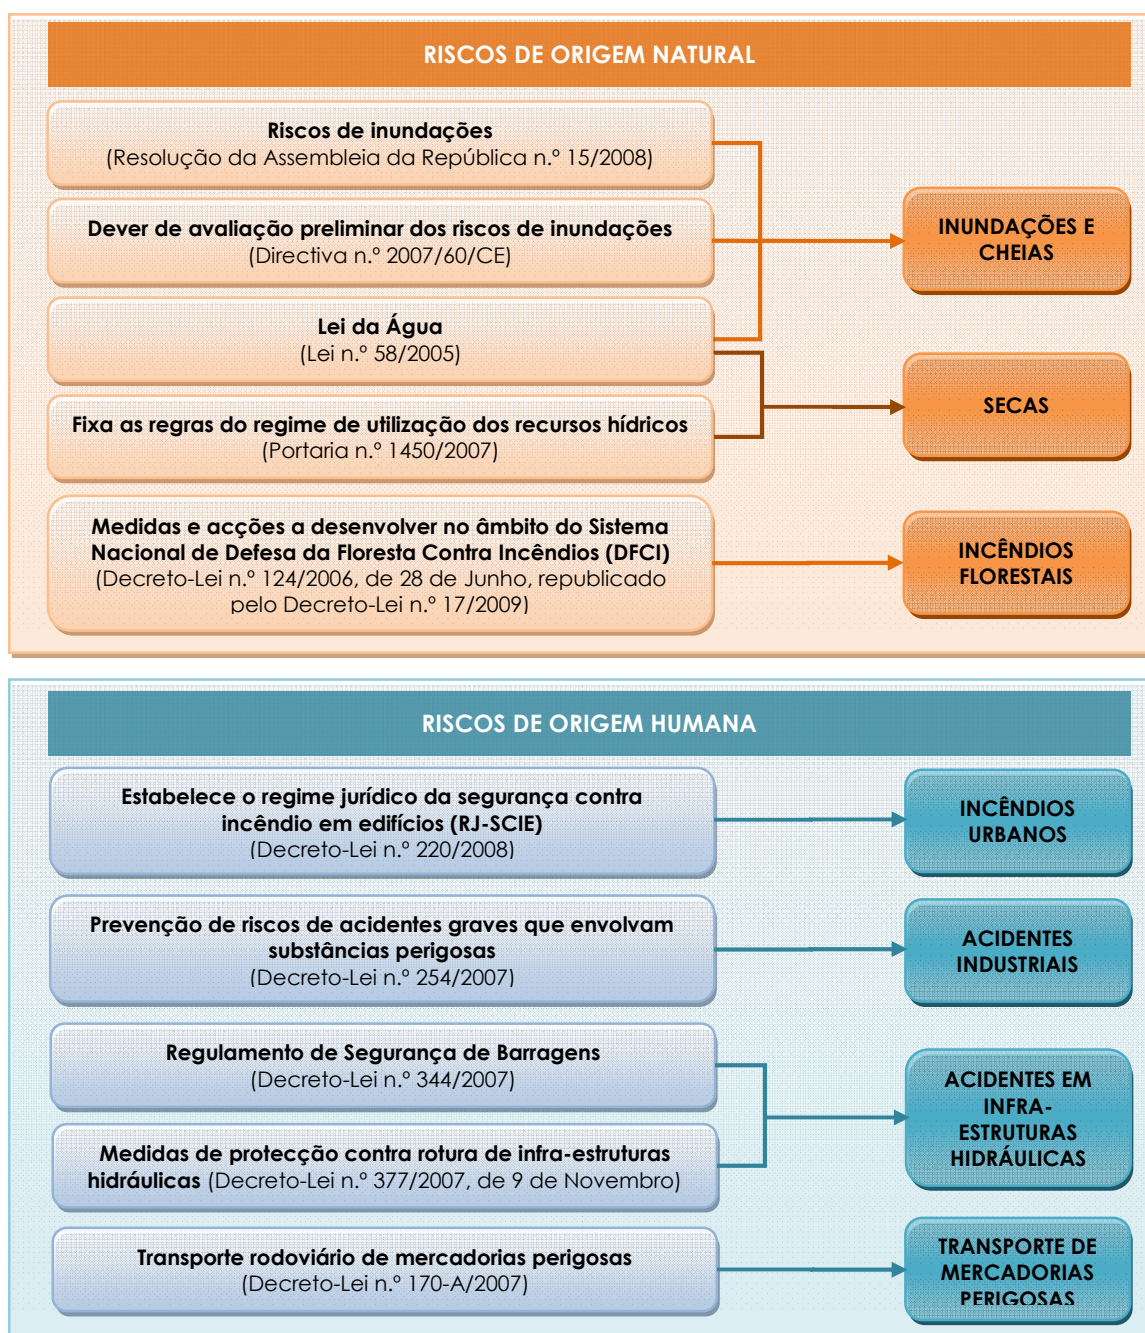 RISCOS DE ORIGEM NATURAL
Riscos de inundações
(Resolução da Assembleia da República n.º 15/2008)
Dever de avaliação preliminar dos riscos de inundações
(Directiva n.º 2007/60/CE)
INUNDAÇÕES E
CHEIAS
Lei da Água
(Lei n.º 58/2005)
Fixa as regras do regime de utilização dos recursos hídricos
(Portaria n.º 1450/2007)
SECAS
Medidas e acções a desenvolver no âmbito do Sistema
Nacional de Defesa da Floresta Contra Incêndios (DFCI)
(Decreto-Lei n.º 124/2006, de 28 de Junho, republicado
pelo Decreto-Lei n.º 17/2009)
INCÊNDIOS
FLORESTAIS
RISCOS DE ORIGEM HUMANA
Estabelece o regime jurídico da segurança contra
incêndio em edifícios (RJ-SCIE)
(Decreto-Lei n.º 220/2008)
INCÊNDIOS
URBANOS
Prevenção de riscos de acidentes graves que envolvam
substâncias perigosas
(Decreto-Lei n.º 254/2007)
ACIDENTES
INDUSTRIAIS
Regulamento de Segurança de Barragens
(Decreto-Lei n.º 344/2007)
Medidas de protecção contra rotura de infra-estruturas
hidráulicas (Decreto-Lei n.º 377/2007, de 9 de Novembro)
ACIDENTES EM
INFRA-
ESTRUTURAS
HIDRÁULICAS
Transporte rodoviário de mercadorias perigosas
(Decreto-Lei n.º 170-A/2007)
TRANSPORTE DE
MERCADORIAS
PERIGOSAS